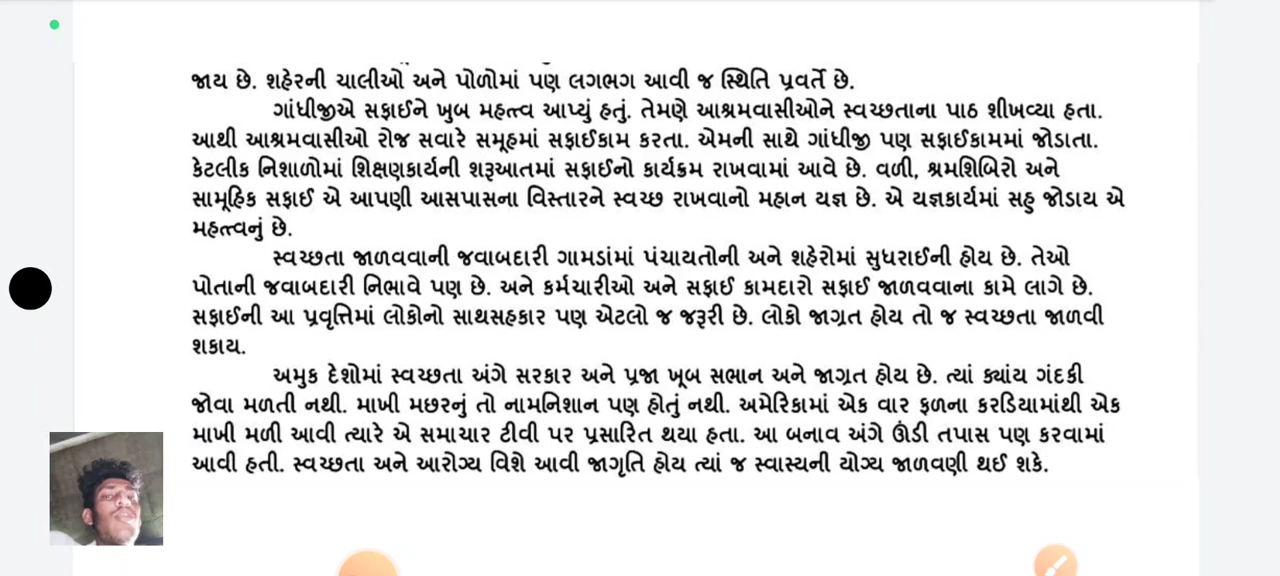 જાય છે. શહેરની ચાલીઓ અને પોળોમાં પણ લગભગ આવી જ સ્થિતિ પ્રવર્તે છે.
ગાંધીજીએ સફાઈને ખુબ મહત્ત્વ આપ્યું હતું. તેમણે આશ્રમવાસીઓને સ્વચ્છતાના પાઠ શીખવ્યા હતા.
આથી આશ્રમવાસીઓ રોજ સવારે સમૂહમાં સફાઈકામ કરતા. એમની સાથે ગાંધીજી પણ સફાઈકામમાં જોડાતા.
કેટલીક નિશાળોમાં શિક્ષણકાર્યની શરૂઆતમાં સફાઈનો કાર્યક્રમ રાખવામાં આવે છે. વળી, શ્રમશિબિરો અને
સામૂહિક સફાઈ એ આપણી આસપાસના વિસ્તારને સ્વચ્છ રાખવાનો મહાન યજ્ઞ છે. એ યજ્ઞકાર્યમાં સહુ જોડાય એ
મહત્ત્વનું છે.
સ્વચ્છતા જાળવવાની જવાબદારી ગામડાંમાં પંચાયતોની અને શહેરોમાં સુધરાઈની હોય છે. તેઓ
પોતાની જવાબદારી નિભાવે પણ છે. અને કર્મચારીઓ અને સફાઈ કામદારો સફાઈ જાળવવાના કામે લાગે છે.
સફાઈની આ પ્રવૃત્તિમાં લોકોનો સાથસહકાર પણ એટલો જ જરૂરી છે. લોકો જાગ્રત હોય તો જ સ્વચ્છતા જાળવી
શકાય.
અમુક દેશોમાં સ્વચ્છતા અંગે સરકાર અને પ્રજા ખૂબ સભાન અને જાગ્રત હોય છે. ત્યાં ક્યાંય ગંદકી
જોવા મળતી નથી. માખી મછરનું તો નામનિશાન પણ હોતું નથી. અમેરિકામાં એક વાર ફળના કરડિયામાંથી એક
માખી મળી આવી ત્યારે એ સમાચાર ટીવી પર પ્રસારિત થયા હતા. આ બનાવ અંગે ઊંડી તપાસ પણ કરવામાં
આવી હતી. સ્વચ્છતા અને આરોગ્ય વિશે આવી જાગૃતિ હોય ત્યાં જ સ્વાસ્યની યોગ્ય જાળવણી થઈ શકે.